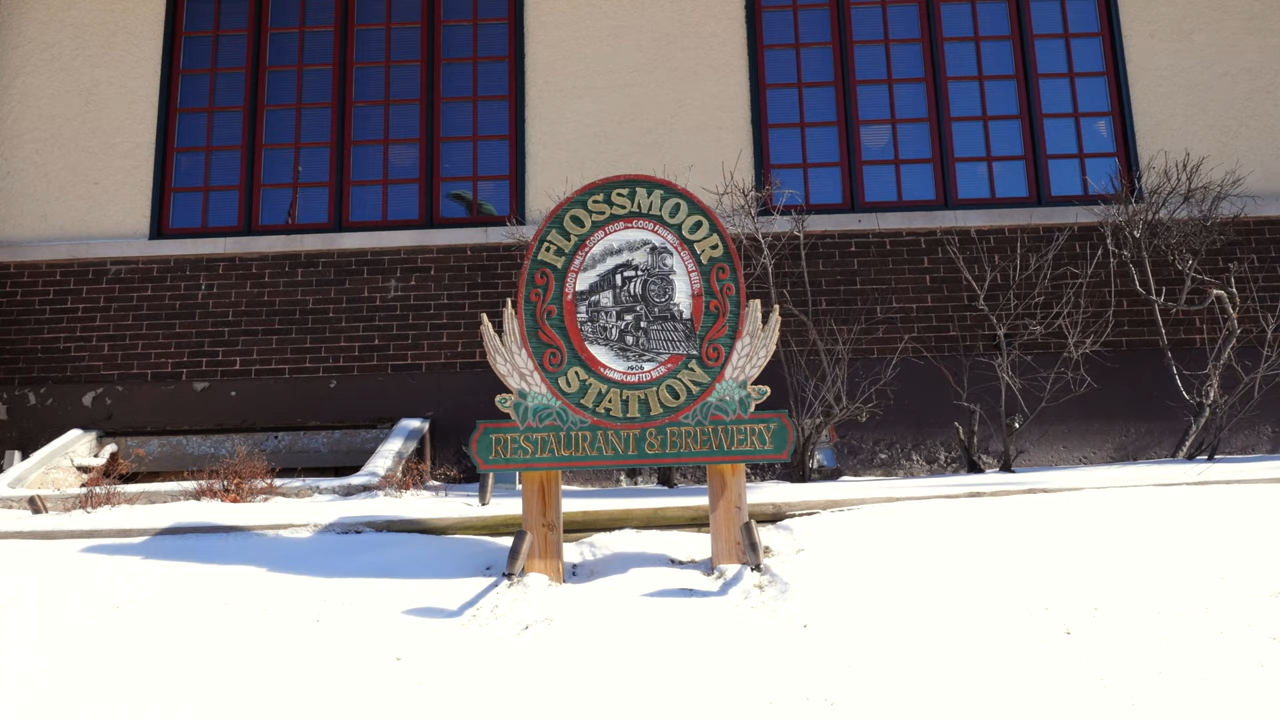 FLOSSMOOR
GOOD TIMES~GOOD FOOD~GOOD FRIENDS~GREAT BEER~
1906
HANDCRAFTED BEER
STATION
RESTAURANT & BREWERY